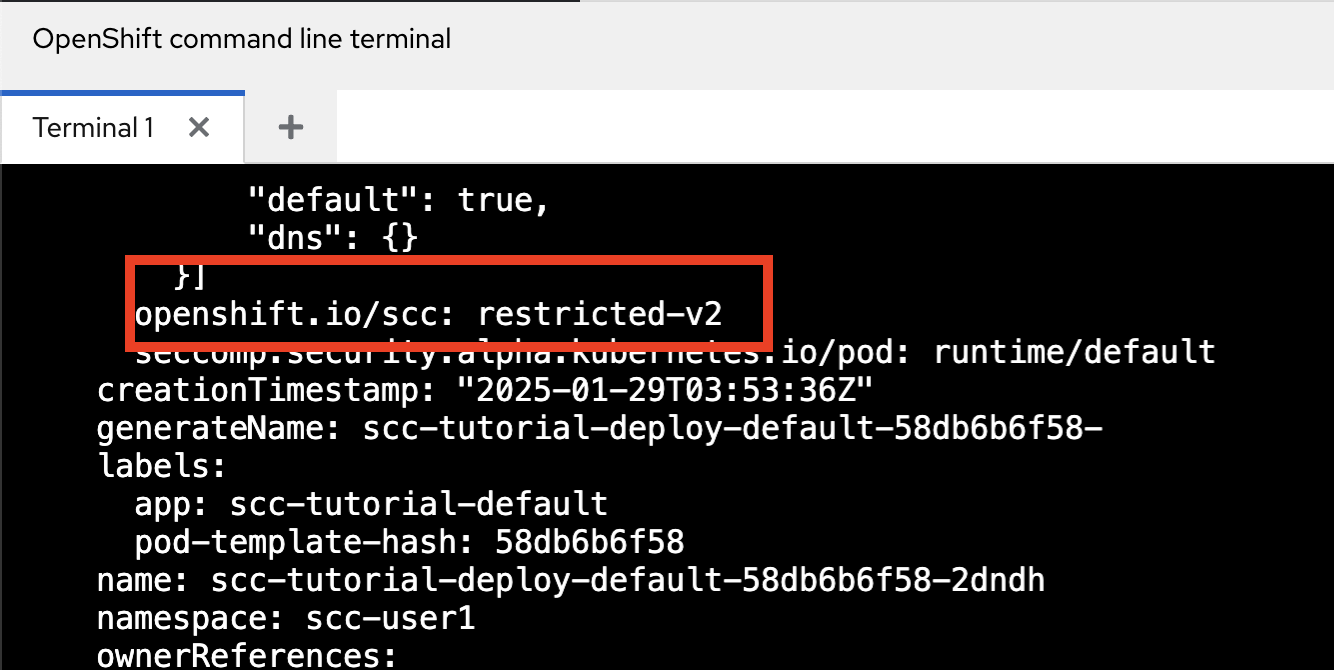 OpenShift command line terminal
Terminal 1
"default": true,
"dns": {}
}]
openshift.io/scc: restricted-v2
seccomp.security.alpha.kubernetes.io/pod: runtime/default
creationTimestamp: "2025-01-29T03:53:36Z"
generateName: scc-tutorial-deploy-default-58db6b6f58-
labels:
app: scc-tutorial-default
pod-template-hash: 58db6b6f58
name: scc-tutorial-deploy-default-58db6b6f58-2dndh
namespace: scc-user1
ownerReferences: